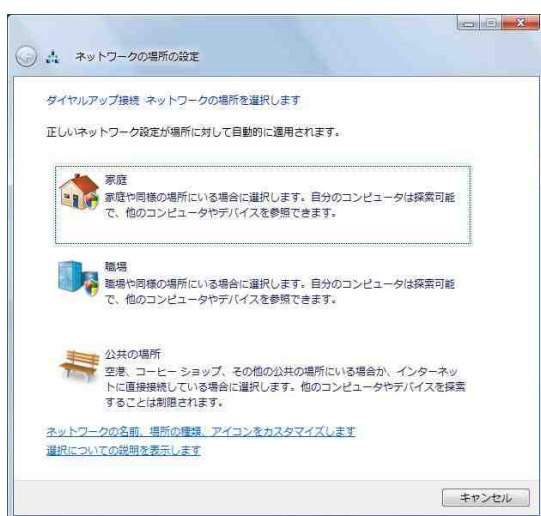 ネットワークの場所の設定
ダイヤルアップ接続 ネットワークの場所を選択します
正しいネットワーク設定が場所に対して自動的に適用されます。
家庭
家庭や同様の場所にいる場合に選択します。自分のコンピュータは探索可能
で、他のコンピュータやデバイスを参照できます。
職場
職場や同様の場所にいる場合に選択します。自分のコンピュータは探索可能
で、他のコンピュータやデバイスを参照できます。
公共の場所
空港、コーヒー ショップ、その他の公共の場所にいる場合か、インターネッ
トに直接接続している場合に選択します。他のコンピュータやデバイスを探索
することは制限されます。
ネットワークの名前、場所の種類、アイコンをカスタマイズします
選択についての説明を表示します
キャンセル